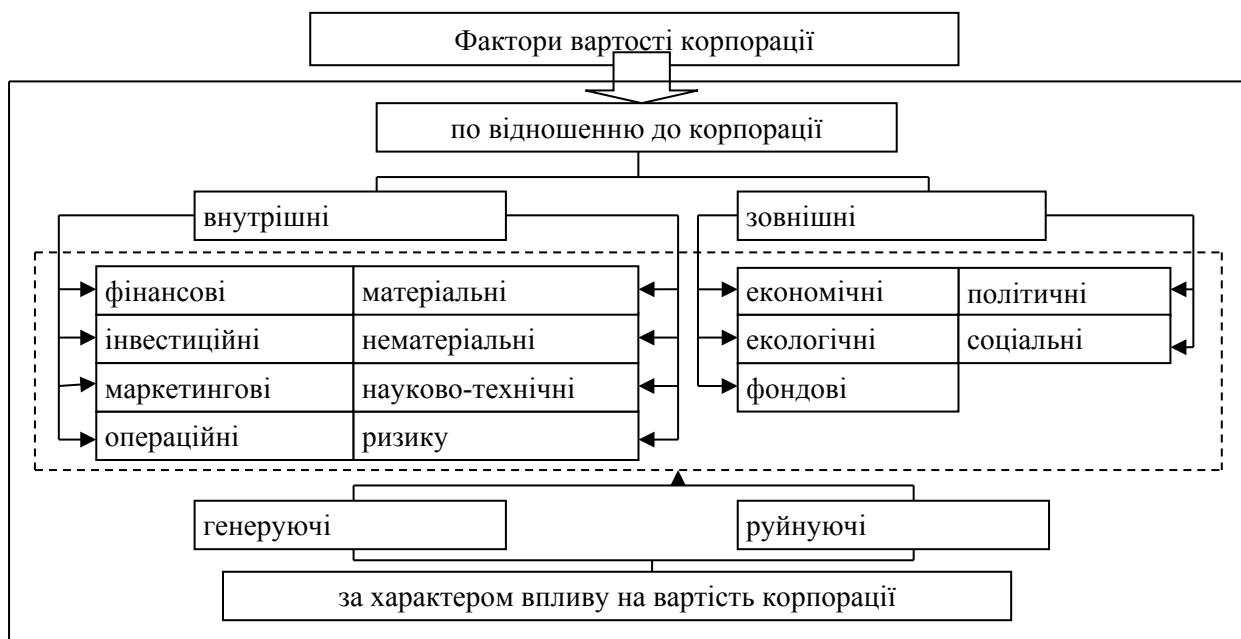 Фактори вартості корпорації
по відношенню до корпорації
внутрішні
зовнішні
фінансові
матеріальні
інвестиційні
нематеріальні
маркетингові
науково-технічні
операційні
ризику
економічні
політичні
екологічні
соціальні
фондові
генеруючі
руйнуючі
за характером впливу на вартість корпорації